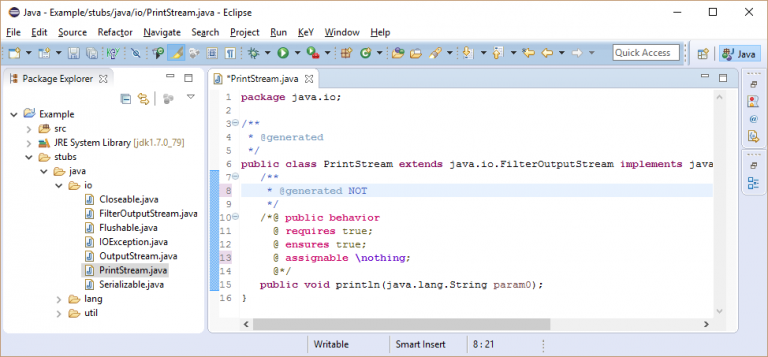 Java - Example/stubs/java/io/PrintStream.java - Eclipse
File Edit Source Refactor Navigate Search Project Run KeY Window Help
Quick Access
Java
Package Explorer
*PrintStream.java
Example
src
JRE System Library [jdk1.7.0_79]
stubs
java
io
Closeable.java
FilterOutputStream.java
Flushable.java
IOException.java
OutputStream.java
PrintStream.java
Serializable.java
lang
util
1 package java.io;
2
3 /**
4 * @generated
5 */
6 public class PrintStream extends java.io.FilterOutputStream implements java
7 /**
8 * @generated NOT
9 */
10 /*@ public behavior
11 @ requires true;
12 @ ensures true;
13 @ assignable \nothing;
14 @*/
15 public void println(java.lang.String param0);
16 }
Writable Smart Insert 8 : 21